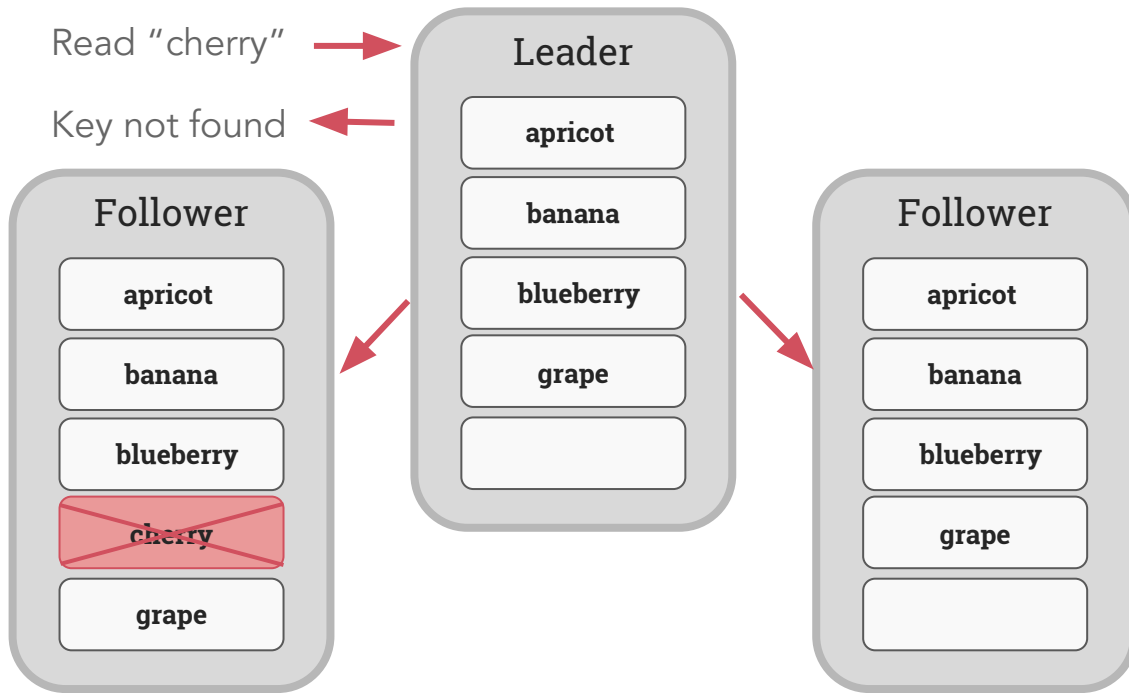 Read “cherry”
Key not found
Leader
apricot
banana
blueberry
grape
Follower
apricot
banana
blueberry
cherry
grape
Follower
apricot
banana
blueberry
grape